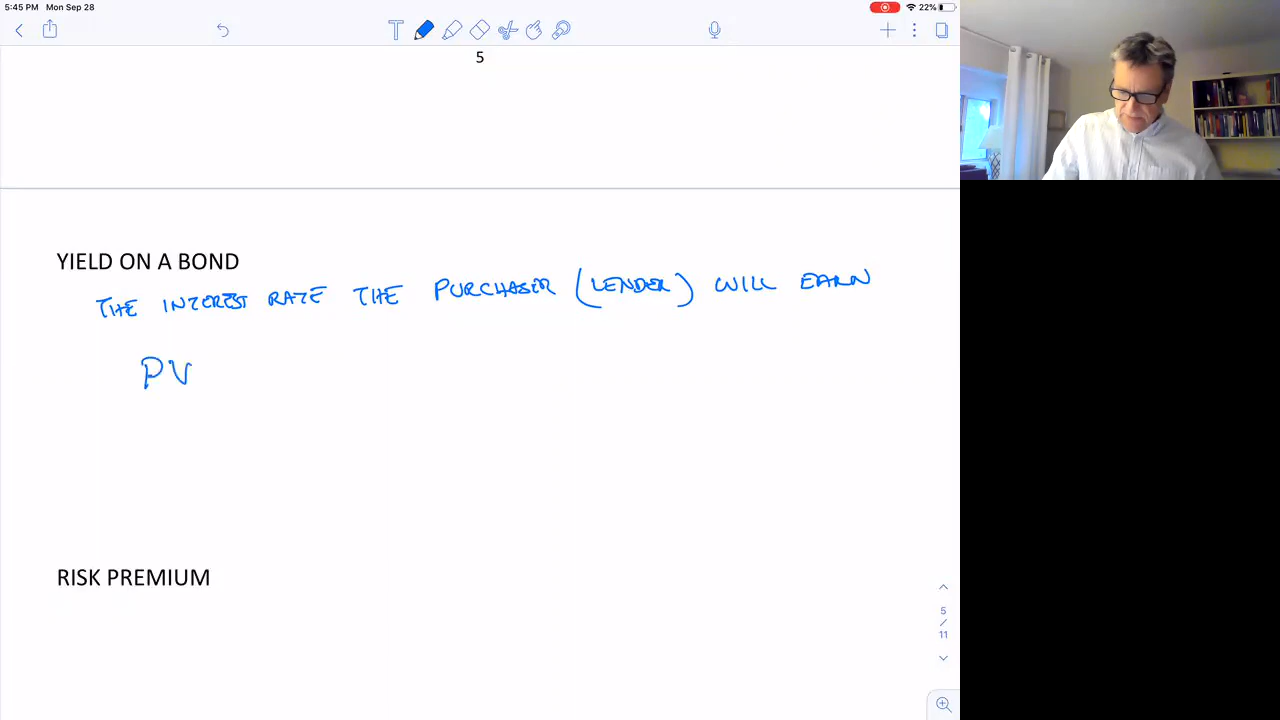 5:45 PM Mon Sep 28
22%
T
5
YIELD ON A BOND
THE INTEREST RATE THE PURCHASER (LENDER) WILL EARN
PV
RISK PREMIUM
5
/
11